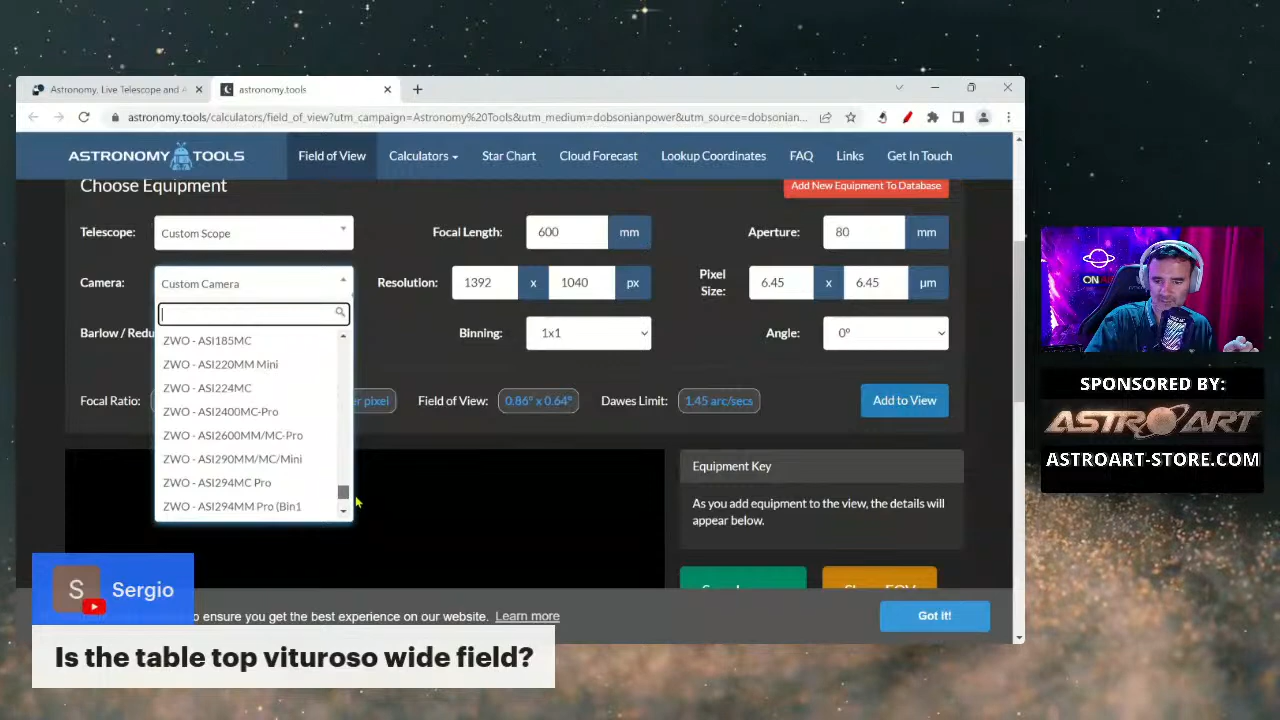 Astronomy, Live Telescope and A
astronomy.tools
astronomy.tools/calculators/field_of_view?utm_campaign=Astronomy%20Tools&utm_medium=dobsonianpower&utm_source=dobsonian...
ASTRONOMY TOOLS
Field of View
Calculators
Star Chart
Cloud Forecast
Lookup Coordinates
FAQ
Links
Get In Touch
Choose Equipment
Add New Equipment To Database
Telescope:
Custom Scope
Focal Length:
600
mm
Aperture:
80
mm
Camera:
Custom Camera
Resolution:
1392
x
1040
px
Pixel
Size:
6.45
x
6.45
µm
Barlow / Redu
Binning:
1x1
Angle:
0º
ZWO - ASI185MC
ZWO - ASI220MM Mini
ZWO - ASI224MC
ZWO - ASI2400MC-Pro
ZWO - ASI2600MM/MC-Pro
ZWO - ASI290MM/MC/Mini
ZWO - ASI294MC Pro
ZWO - ASI294MM Pro (Bin1
Focal Ratio:
er pixel
Field of View:
0.86° x 0.64°
Dawes Limit:
1.45 arc/secs
Add to View
Equipment Key
As you add equipment to the view, the details will
appear below.
to ensure you get the best experience on our website.
Learn more
Got it!
S
Sergio
Is the table top vituroso wide field?
ON
SPONSORED BY:
ASTROART
ASTROART-STORE.COM